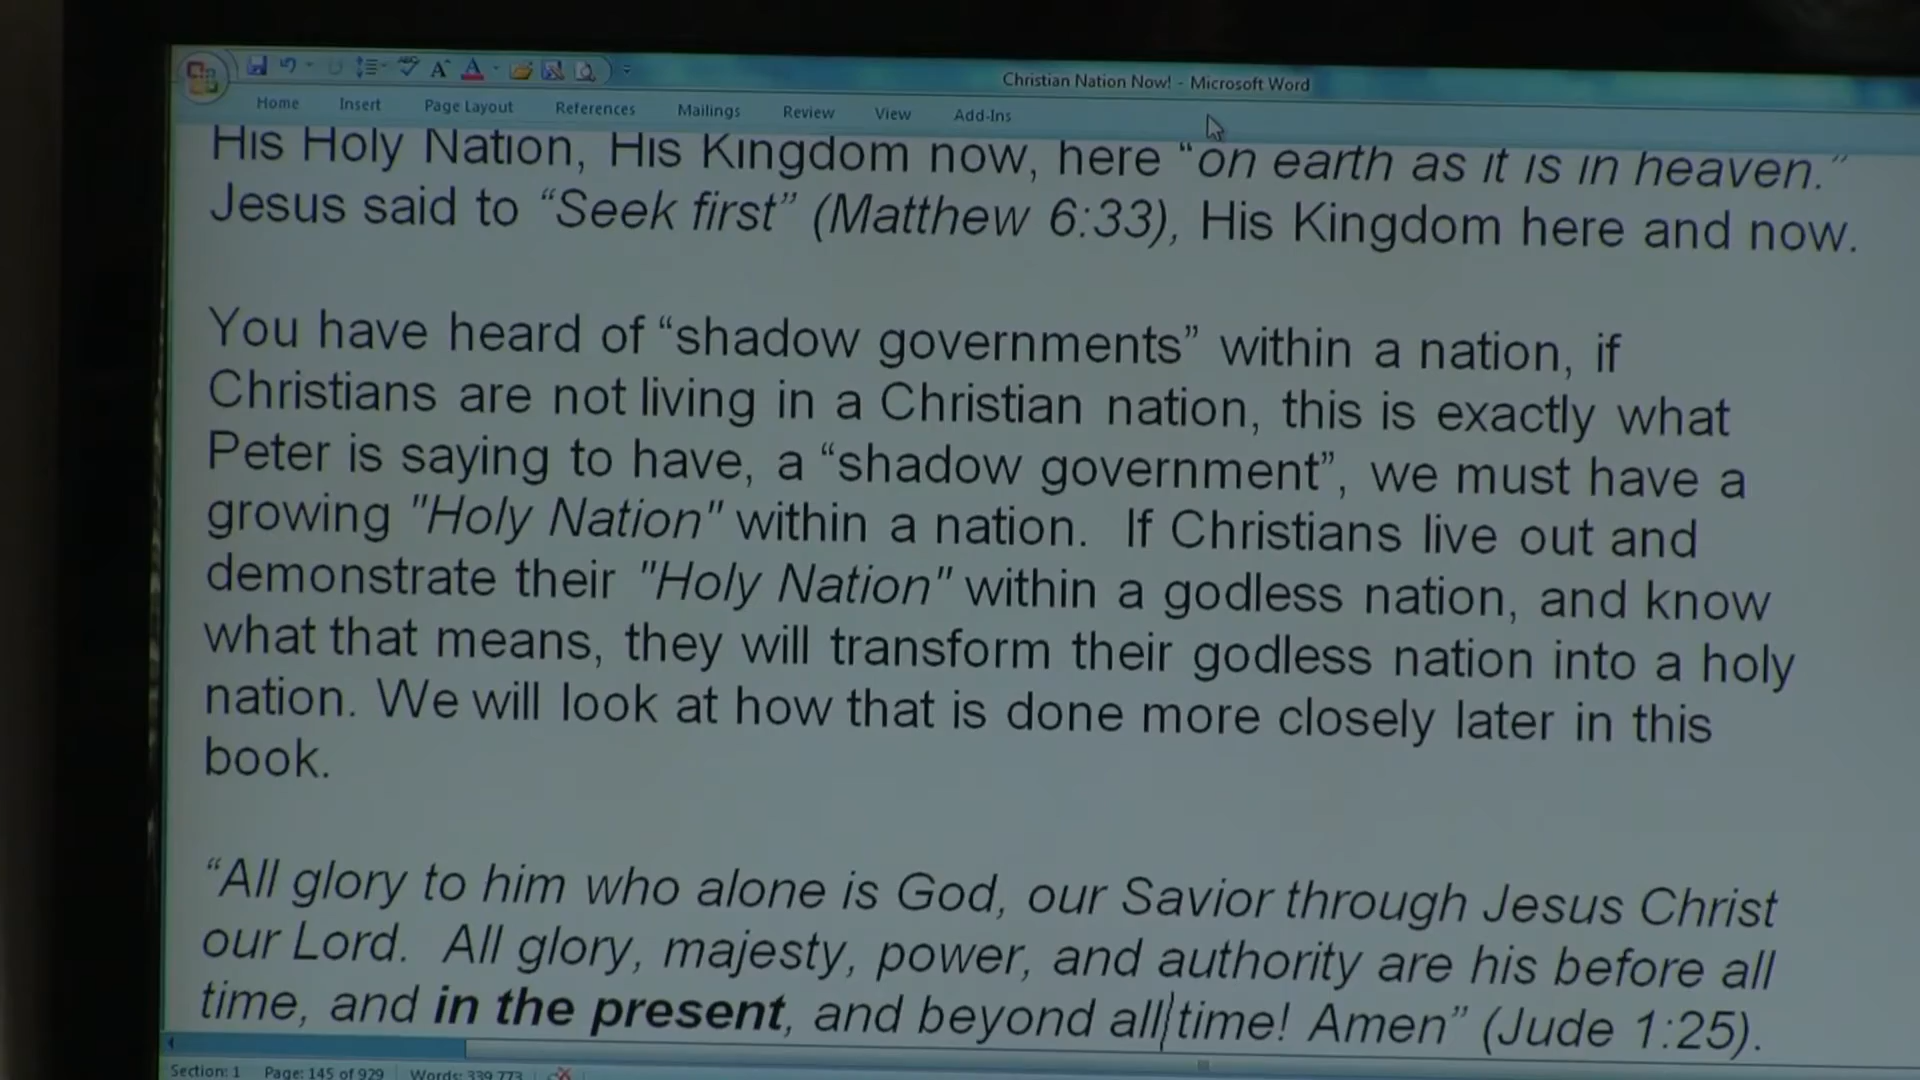 Christian Nation Now! - Microsoft Word
Home Insert Page Layout References Mailings Review View Add-Ins
His Holy Nation, His Kingdom now, here “on earth as it is in heaven.”
Jesus said to “Seek first” (Matthew 6:33), His Kingdom here and now.
You have heard of “shadow governments” within a nation, if
Christians are not living in a Christian nation, this is exactly what
Peter is saying to have, a “shadow government”, we must have a
growing "Holy Nation" within a nation.  If Christians live out and
demonstrate their "Holy Nation" within a godless nation, and know
what that means, they will transform their godless nation into a holy
nation. We will look at how that is done more closely later in this
book.
“All glory to him who alone is God, our Savior through Jesus Christ
our Lord.  All glory, majesty, power, and authority are his before all
time, and in the present, and beyond all time! Amen” (Jude 1:25).
Section: 1 Page: 145 of 929 Words: 339,773